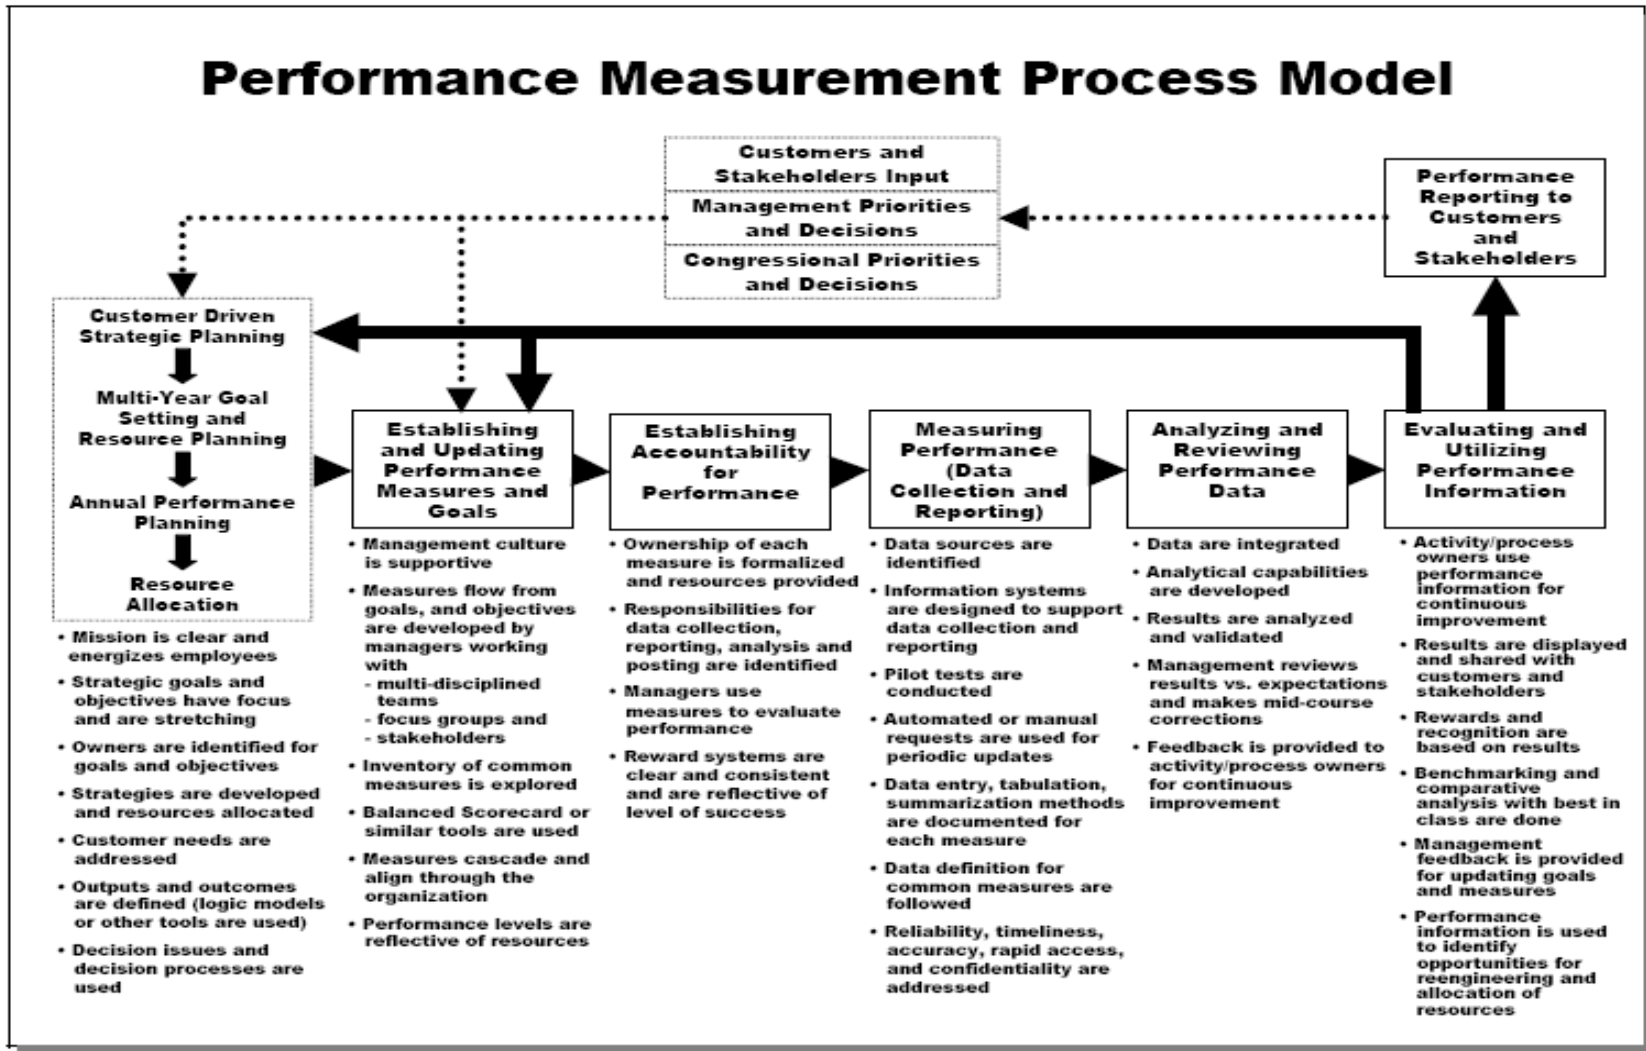 Performance Measurement Process Model
Customers and
Stakeholders Input
Management Priorities
and Decisions
Congressional Priorities
and Decisions
Performance
Reporting to
Customers
and
Stakeholders
Customer Driven
Strategic Planning
Multi-Year Goal
Setting and
Resource Planning
Annual Performance
Planning
Resource
Allocation
• Mission is clear and
energizes employees
• Strategic goals and
objectives have focus
and are stretching
• Owners are identified for
goals and objectives
• Strategies are developed
and resources allocated
• Customer needs are
addressed
• Outputs and outcomes
are defined (logic models
or other tools are used)
• Decision issues and
decision processes are
used
Establishing
and Updating
Performance
Measures and
Goals
• Management culture
is supportive
• Measures flow from
goals, and objectives
are developed by
managers working
with
- multi-disciplined
teams
- focus groups and
- stakeholders
• Inventory of common
measures is explored
• Balanced Scorecard or
similar tools are used
• Measures cascade and
align through the
organization
• Performance levels are
reflective of resources
Establishing
Accountability
for
Performance
• Ownership of each
measure is formalized
and resources provided
• Responsibilities for
data collection,
reporting, analysis and
posting are identified
• Managers use
measures to evaluate
performance
• Reward systems are
clear and consistent
and are reflective of
level of success
Measuring
Performance
(Data
Collection and
Reporting)
• Data sources are
identified
• Information systems
are designed to support
data collection and
reporting
• Pilot tests are
conducted
• Automated or manual
requests are used for
periodic updates
• Data entry, tabulation,
summarization methods
are documented for
each measure
• Data definition for
common measures are
followed
• Reliability, timeliness,
accuracy, rapid access,
and confidentiality are
addressed
Analyzing and
Reviewing
Performance
Data
• Data are integrated
• Analytical capabilities
are developed
• Results are analyzed
and validated
• Management reviews
results vs. expectations
and makes mid-course
corrections
• Feedback is provided to
activity/process owners
for continuous
improvement
Evaluating and
Utilizing
Performance
Information
• Activity/process
owners use
performance
information for
continuous
improvement
• Results are displayed
and shared with
customers and
stakeholders
• Rewards and
recognition are
based on results
• Benchmarking and
comparative
analysis with best in
class are done
• Management
feedback is provided
for updating goals
and measures
• Performance
information is used
to identify
opportunities for
reengineering and
allocation of
resources